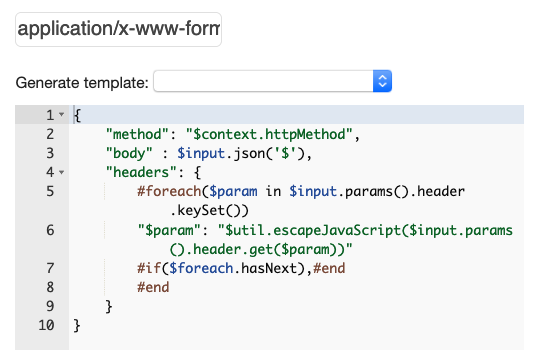 application/x-www-form
Generate template:
1 {
2 "method": "$context.httpMethod",
3 "body" : $input.json('$'),
4 "headers": {
5 #foreach($param in $input.params().header
.keySet())
6 "$param": "$util.escapeJavaScript($input.params
().header.get($param))"
7 #if($foreach.hasNext),#end
8 #end
9 }
10 }